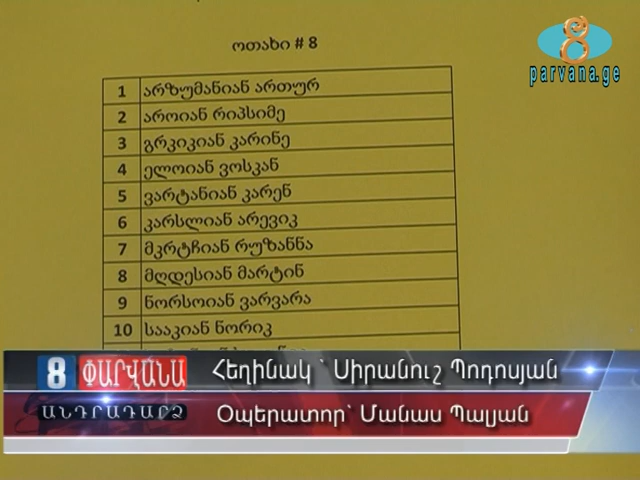 ოთახი # 8
8
parvana.ge
1 არზუმანიან ართურ
2 აროიან რიპსიმე
3 გრკიკიან კარინე
4 ელოიან ვოსკან
5 ვარტანიან კარენ
6 კარსლიან არევიკ
7 მკრტჩიან რუზანნა
8 მღდესიან მარტინ
9 ნორსოიან ვარვარა
10 სააკიან ნორიკ
8 ՓԱՐՎԱՆԱ
Հեղինակ ՝ Սիրանուշ Պողոսյան
ԱՆԴՐԱԴԱՐՁ
Օպերատոր՝ Մանաս Պալյան